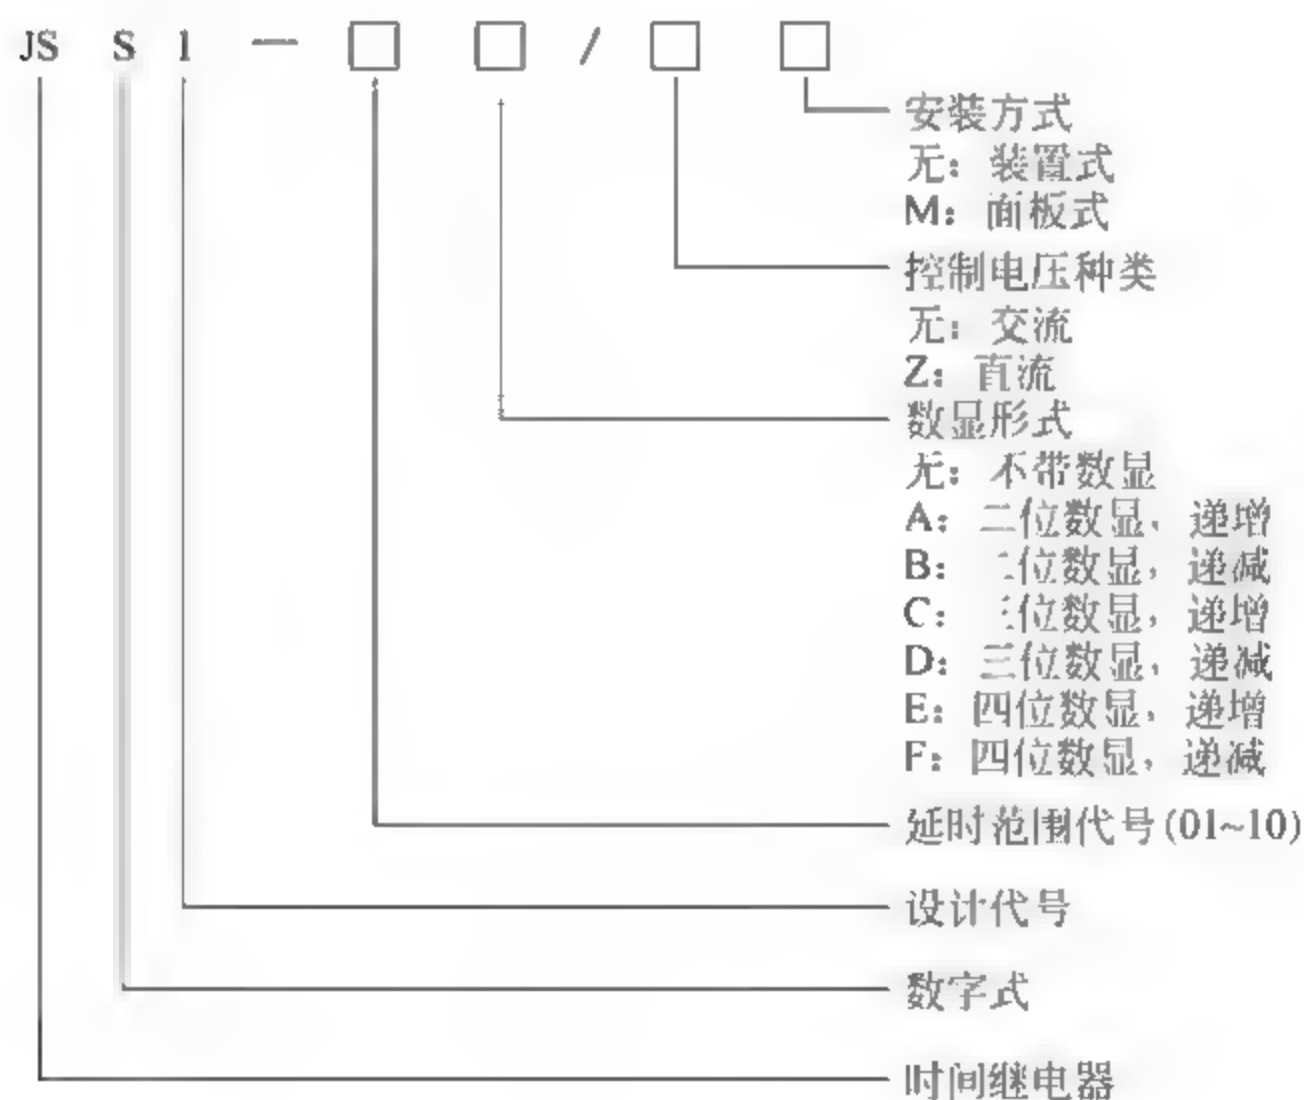 JS S 1 — □ □ / □ □
安装方式
无：装置式
M：面板式
控制电压种类
无：交流
Z：直流
数显形式
无：不带数显
A：二位数显，递增
B：二位数显，递减
C：三位数显，递增
D：三位数显，递减
E：四位数显，递增
F：四位数显，递减
延时范围代号(01~10)
设计代号
数字式
时间继电器